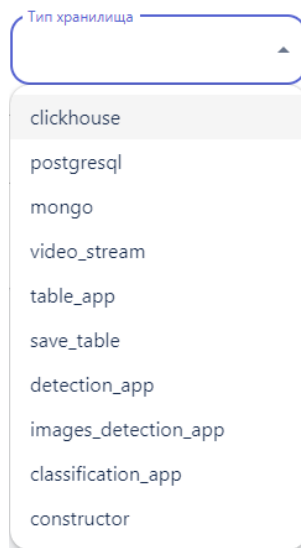 Тип хранилища
clickhouse
postgresql
mongo
video_stream
table_app
save_table
detection_app
images_detection_app
classification_app
constructor